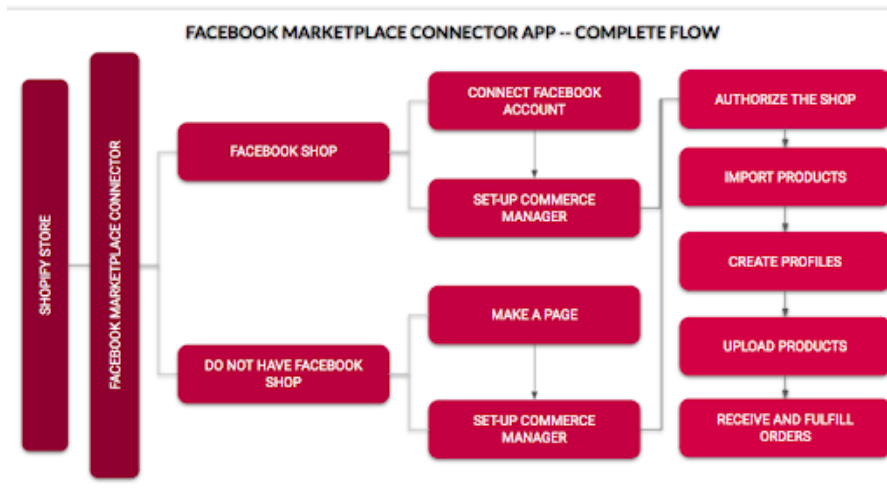 FACEBOOK MARKETPLACE CONNECTOR APP -- COMPLETE FLOW
SHOPIFY STORE
FACEBOOK MARKETPLACE CONNECTOR
FACEBOOK SHOP
DO NOT HAVE FACEBOOK
SHOP
CONNECT FACEBOOK
ACCOUNT
SET-UP COMMERCE
MANAGER
MAKE A PAGE
SET-UP COMMERCE
MANAGER
AUTHORIZE THE SHOP
IMPORT PRODUCTS
CREATE PROFILES
UPLOAD PRODUCTS
RECEIVE AND FULFILL
ORDERS